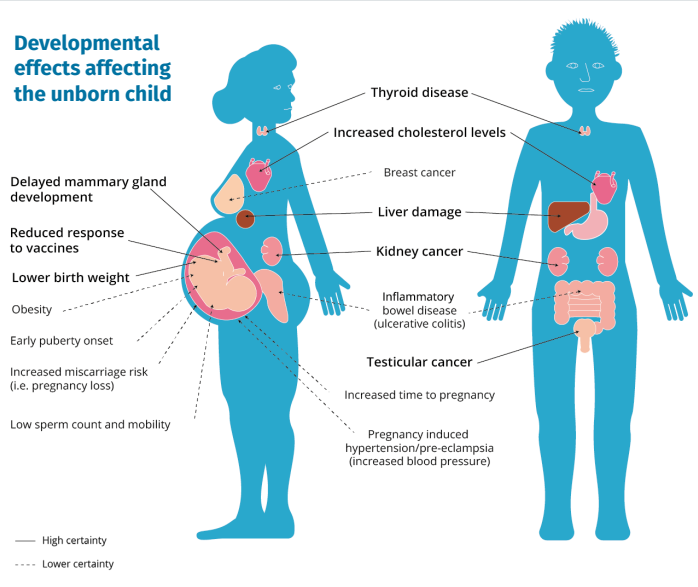 Developmental
effects affecting
the unborn child
Thyroid disease
Increased cholesterol levels
Breast cancer
Delayed mammary gland
development
Liver damage
Reduced response
to vaccines
Kidney cancer
Lower birth weight
Obesity
Inflammatory
bowel disease
(ulcerative colitis)
Early puberty onset
Testicular cancer
Increased miscarriage risk
(i.e. pregnancy loss)
Increased time to pregnancy
Low sperm count and mobility
Pregnancy induced
hypertension/pre-eclampsia
(increased blood pressure)
High certainty
Lower certainty